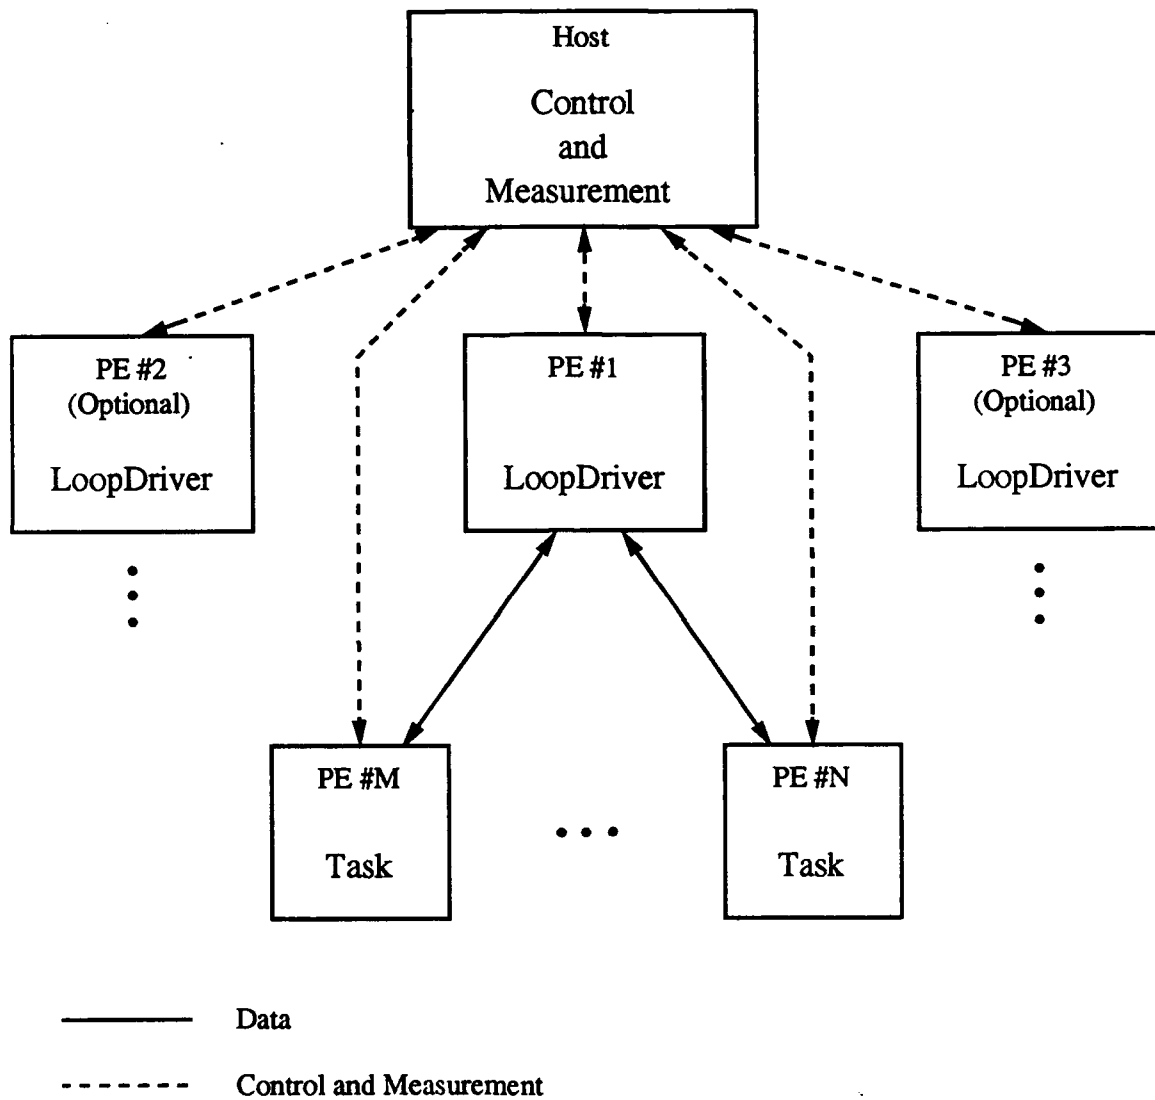 Host
Control
and
Measurement
PE #2
(Optional)
LoopDriver
PE #1
LoopDriver
PE #3
(Optional)
LoopDriver
PE #M
Task
PE #N
Task
Data
Control and Measurement